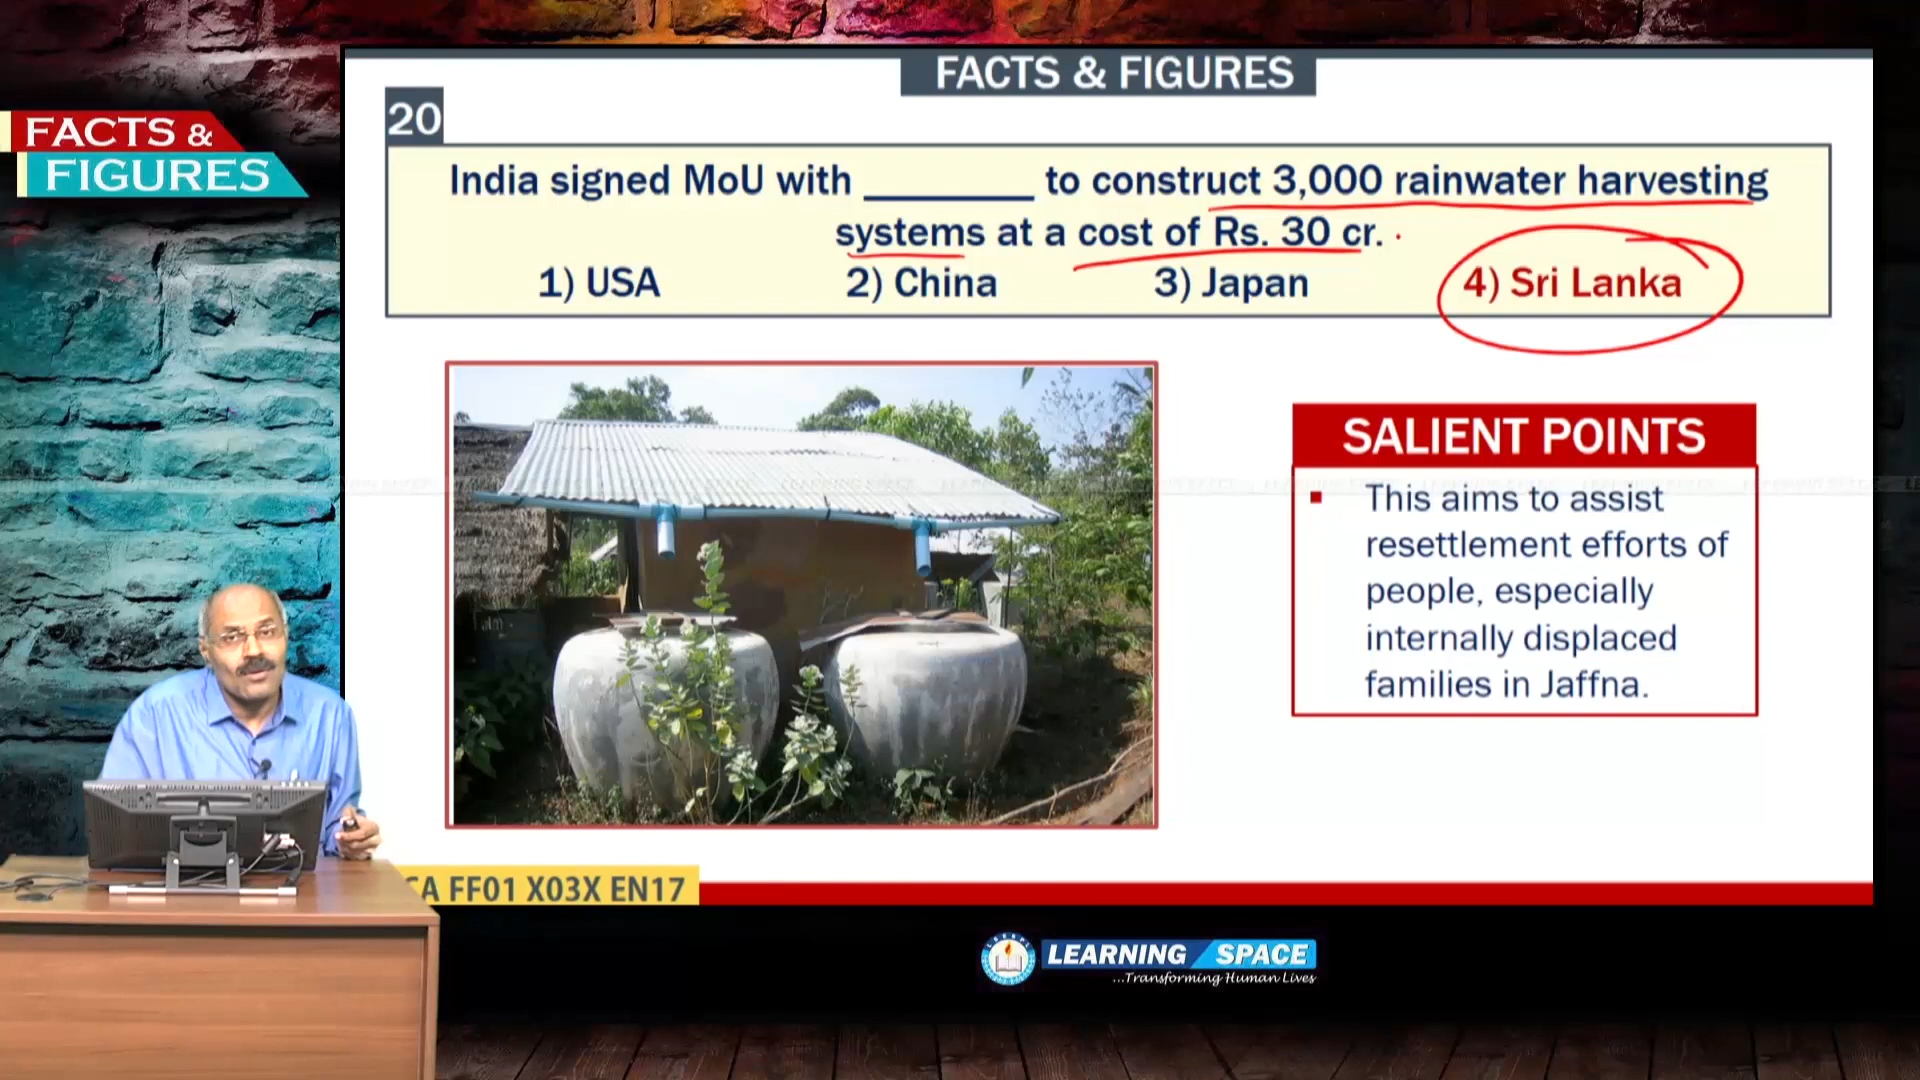 FACTS & FIGURES
FACTS &
FIGURES
20
India signed MoU with ________ to construct 3,000 rainwater harvesting
systems at a cost of Rs. 30 cr.
1) USA 2) China 3) Japan 4) Sri Lanka
SALIENT POINTS
▪ This aims to assist
resettlement efforts of
people, especially
internally displaced
families in Jaffna.
CA FF01 X03X EN17
LEARNING SPACE
...Transforming Human Lives